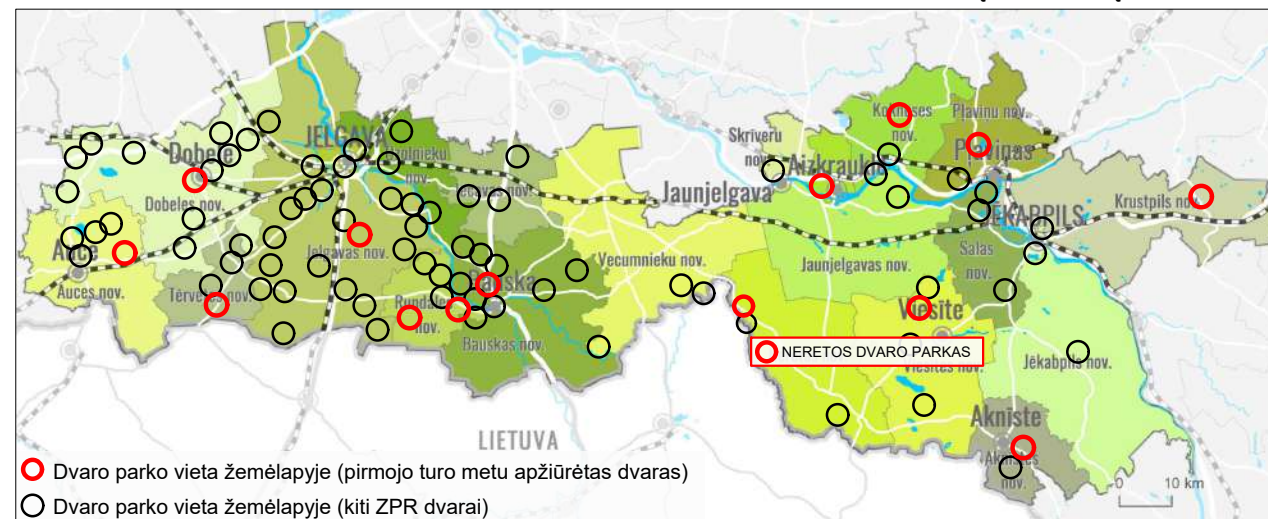 Kokneses
nov.
Pļaviņu nov.
JELGAVA
Skrīveru
nov.
Pļaviņas
Dobele
Ozolnieku
nov.
Aizkraukle
Jaunjelgava
Krustpils nov.
Dobeles nov.
Iecavas nov.
JĒKABPILS
Auce
Jelgavas nov.
Vecumnieku nov.
Jaunjelgavas nov.
Salas
nov.
Auces nov.
Tērvetes nov.
Bauska
Rundāles
nov.
Viesīte
NERETOS DVARO PARKAS
Bauskas nov.
Viesītes nov.
Jēkabpils nov.
Aknīste
LIETUVA
Aknīstes
nov.
Dvaro parko vieta žemėlapyje (pirmojo turo metu apžiūrėtas dvaras)
0 10 km
Dvaro parko vieta žemėlapyje (kiti ZPR dvarai)